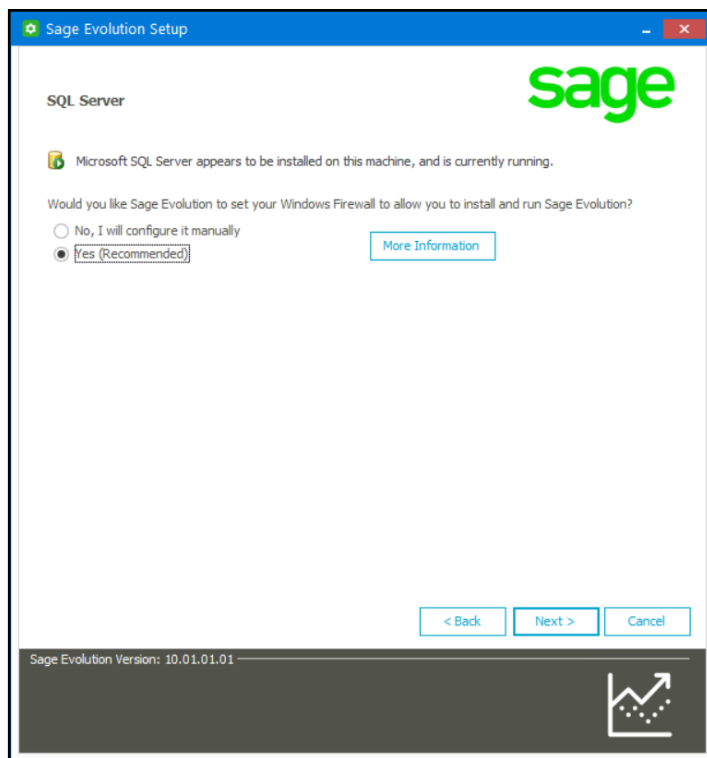 Sage Evolution Setup
sage
SQL Server
Microsoft SQL Server appears to be installed on this machine, and is currently running.
Would you like Sage Evolution to set your Windows Firewall to allow you to install and run Sage Evolution?
No, I will configure it manually
Yes (Recommended)
More Information
< Back
Next >
Cancel
Sage Evolution Version: 10.01.01.01